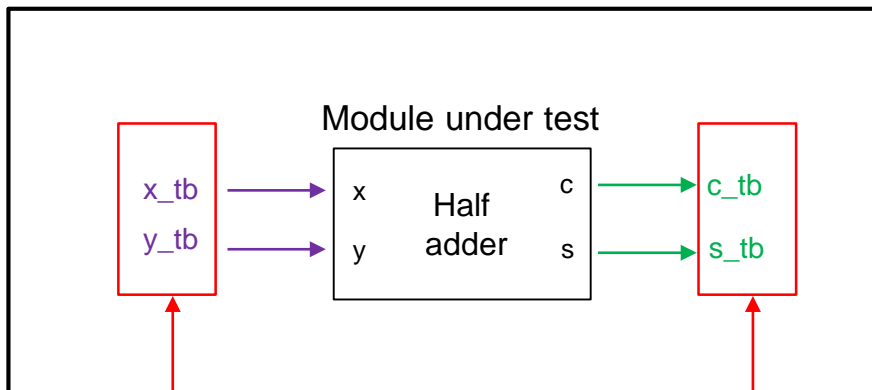 Module under test
x_tb
y_tb
x
y
Half
adder
c
s
c_tb
s_tb